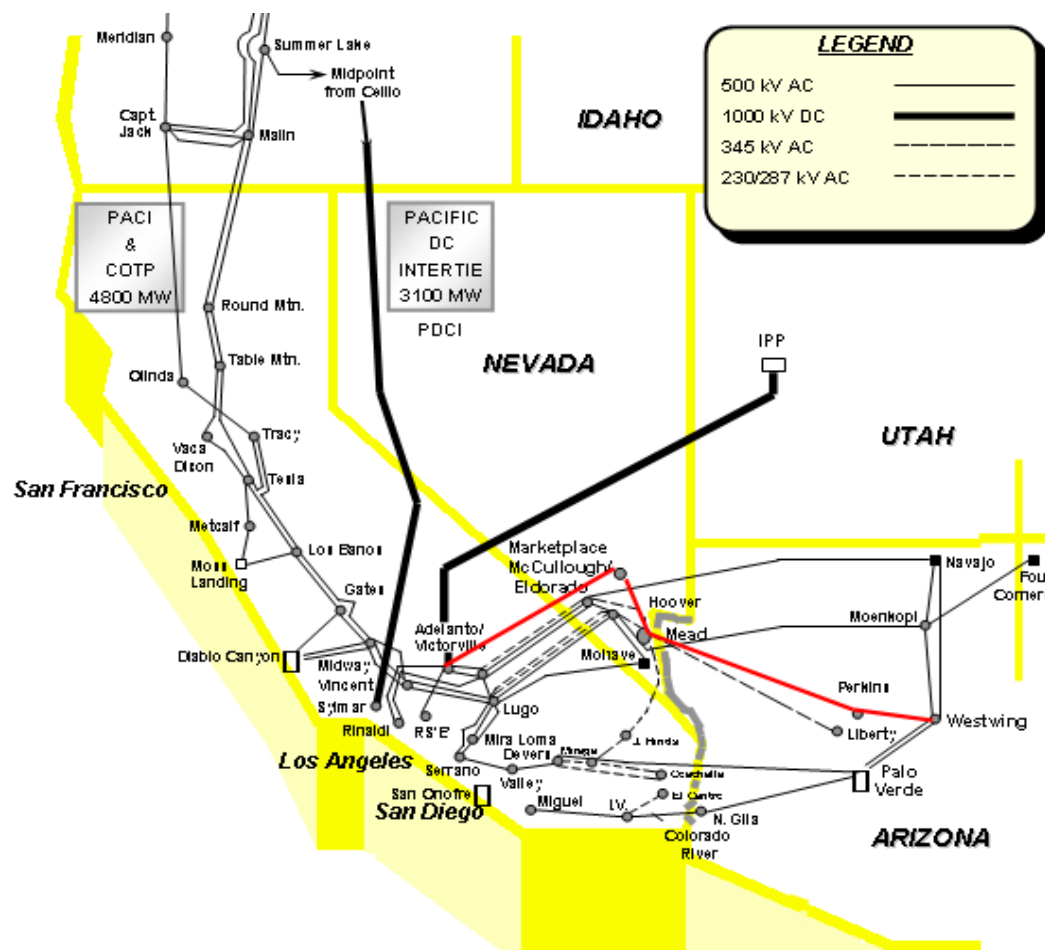 Meridian
Summer Lake
Midpoint
from Celilo
Capt.
Jack
Malin
IDAHO
LEGEND
500 kV AC
1000 kV DC
345 kV AC
230/287 kV AC
PACI
&
COTP
4800 MW
PACIFIC
DC
INTERTIE
3100 MW
PDCI
Round Mtn.
Table Mtn.
Olinda
NEVADA
IPP
UTAH
Vaca
Dixon
Tracy
Tesla
San Francisco
Metcalf
Moss
Landing
Los Banos
Gates
Diablo Canyon
Midway
Vincent
Sylmar
Rinaldi
Adelanto/
Victorville
Marketplace
McCullough/
Eldorado
Hoover
Mead
Mohave
Navajo
Four
Corners
Moenkopi
Perkins
Westwing
Liberty
Lugo
RS'E'
Mira Loma
Serrano
Devers
Mirage
J. Hinds
Valley
Coachella
El Centro
Palo
Verde
Los Angeles
San Onofre
San Diego
Miguel
I.V.
N. Gila
Colorado
River
ARIZONA